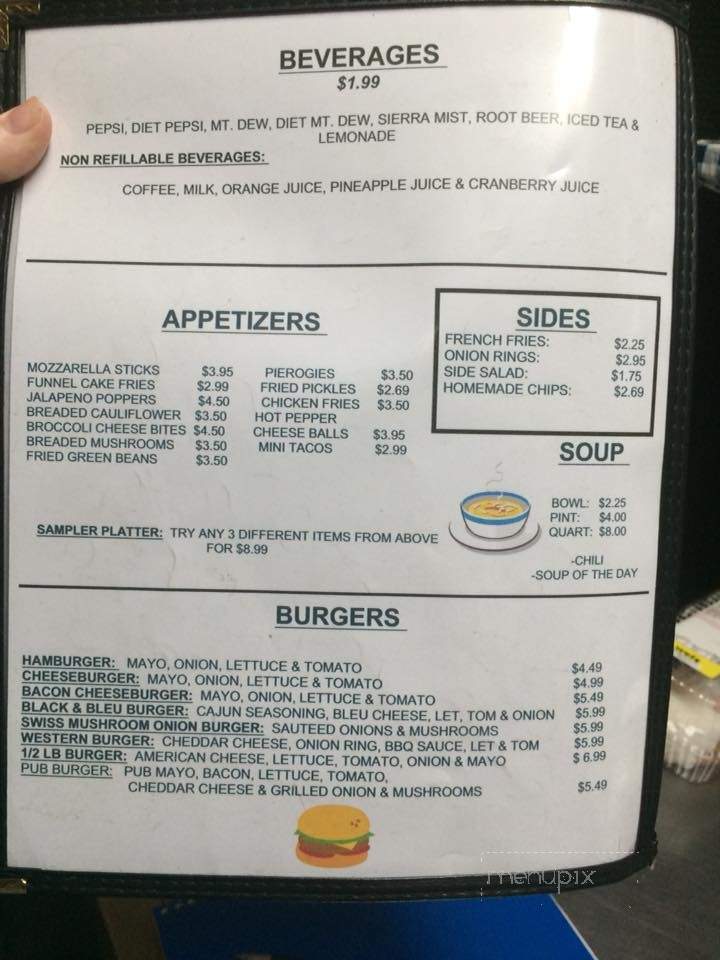 BEVERAGES
$1.99
PEPSI, DIET PEPSI, MT. DEW, DIET MT. DEW, SIERRA MIST, ROOT BEER, ICED TEA &
LEMONADE
NON REFILLABLE BEVERAGES:
COFFEE, MILK, ORANGE JUICE, PINEAPPLE JUICE & CRANBERRY JUICE
APPETIZERS
MOZZARELLA STICKS $3.95
FUNNEL CAKE FRIES $2.99
JALAPENO POPPERS $4.50
BREADED CAULIFLOWER $3.50
BROCCOLI CHEESE BITES $4.50
BREADED MUSHROOMS $3.50
FRIED GREEN BEANS $3.50
PIEROGIES $3.50
FRIED PICKLES $2.69
CHICKEN FRIES $3.50
HOT PEPPER
CHEESE BALLS $3.95
MINI TACOS $2.99
SAMPLER PLATTER: TRY ANY 3 DIFFERENT ITEMS FROM ABOVE
FOR $8.99
SIDES
FRENCH FRIES: $2.25
ONION RINGS: $2.95
SIDE SALAD: $1.75
HOMEMADE CHIPS: $2.69
SOUP
BOWL: $2.25
PINT: $4.00
QUART: $8.00
-CHILI
-SOUP OF THE DAY
BURGERS
HAMBURGER: MAYO, ONION, LETTUCE & TOMATO $4.49
CHEESEBURGER: MAYO, ONION, LETTUCE & TOMATO $4.99
BACON CHEESEBURGER: MAYO, ONION, LETTUCE & TOMATO $5.49
BLACK & BLEU BURGER: CAJUN SEASONING, BLEU CHEESE, LET, TOM & ONION $5.99
SWISS MUSHROOM ONION BURGER: SAUTEED ONIONS & MUSHROOMS $5.99
WESTERN BURGER: CHEDDAR CHEESE, ONION RING, BBQ SAUCE, LET & TOM $5.99
1/2 LB BURGER: AMERICAN CHEESE, LETTUCE, TOMATO, ONION & MAYO $ 6.99
PUB BURGER: PUB MAYO, BACON, LETTUCE, TOMATO,
CHEDDAR CHEESE & GRILLED ONION & MUSHROOMS $5.49
menupix